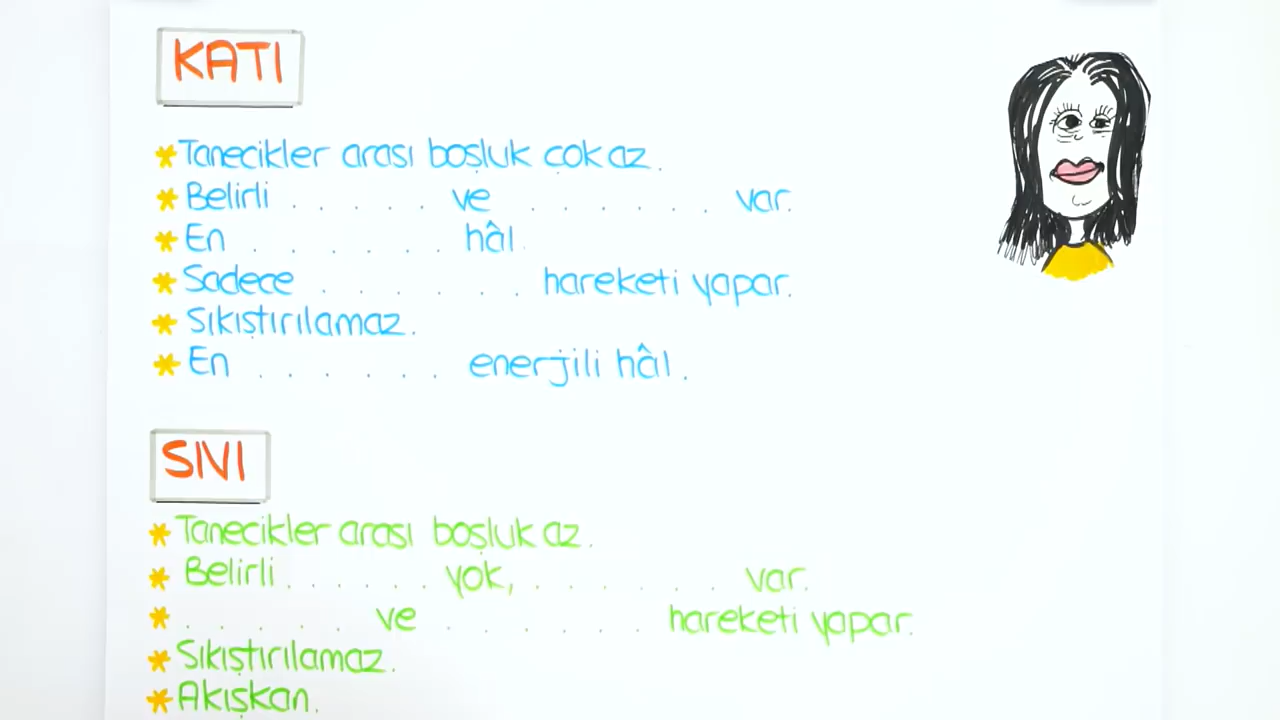 KATI
* Tanecikler arası boşluk çok az.
* Belirli . . . . . ve . . . . . . var.
* En . . . . . . hâl.
* Sadece . . . . . . hareketi yapar.
* Sıkıştırılamaz.
* En . . . . . . enerjili hâl.
SIVI
* Tanecikler arası boşluk az.
* Belirli . . . . . . yok, . . . . . . . var.
* . . . . . . ve . . . . . . . hareketi yapar.
* Sıkıştırılamaz.
* Akışkan.